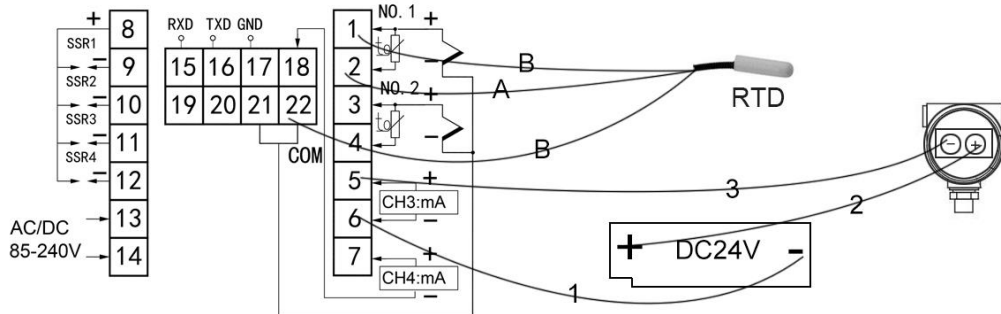 +
SSR1
-
SSR2
-
SSR3
-
SSR4
-
AC/DC
85-240V
8
9
10
11
12
13
14
RXD TXD GND
15 16 17 18
19 20 21 22
COM
1
2
3
4
5
6
7
NO.1
+
-
NO.2
+
-
+
CH3:mA
-
+
CH4:mA
-
B
A
B
RTD
3
2
1
- +
+ DC24V -